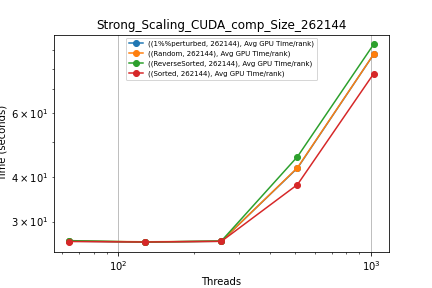 Strong_Scaling_CUDA_comp_Size_262144
((1%%perturbed, 262144), Avg GPU Time/rank)
((Random, 262144), Avg GPU Time/rank)
((ReverseSorted, 262144), Avg GPU Time/rank)
((Sorted, 262144), Avg GPU Time/rank)
(seconds)
6 × 10¹
4 × 10¹
3 × 10¹
10² 10³
Threads